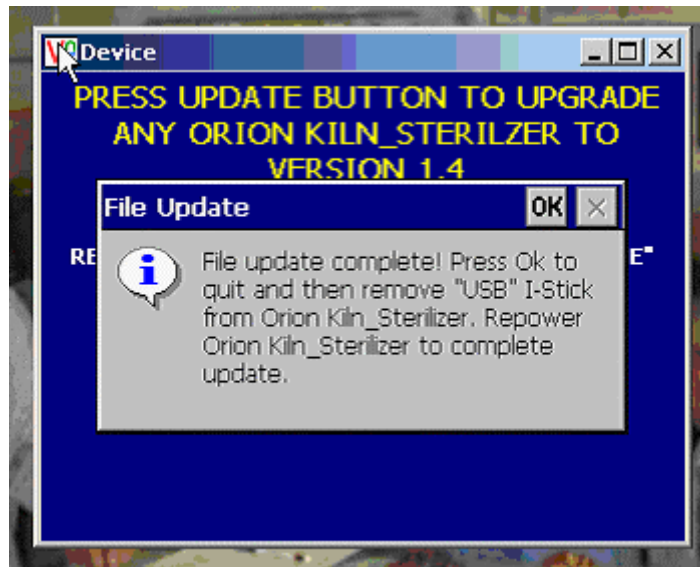 Device
PRESS UPDATE BUTTON TO UPGRADE
ANY ORION KILN_STERILZER TO
VERSION 1.4
File Update
OK
RE
E"
File update complete! Press Ok to
quit and then remove "USB" I-Stick
from Orion Kiln_Sterilizer. Repower
Orion Kiln_Sterilizer to complete
update.